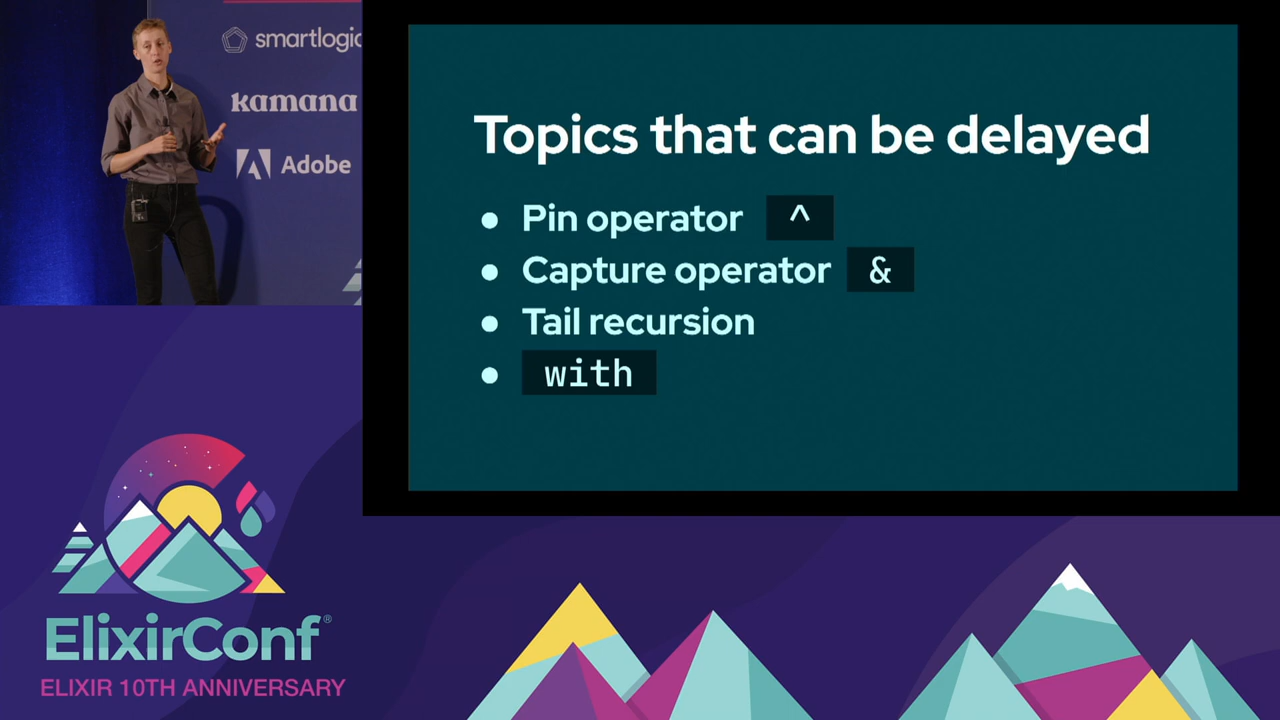 smartlogic
kamana
Adobe
Topics that can be delayed
● Pin operator ^
● Capture operator &
● Tail recursion
● with
ElixirConf®
ELIXIR 10TH ANNIVERSARY